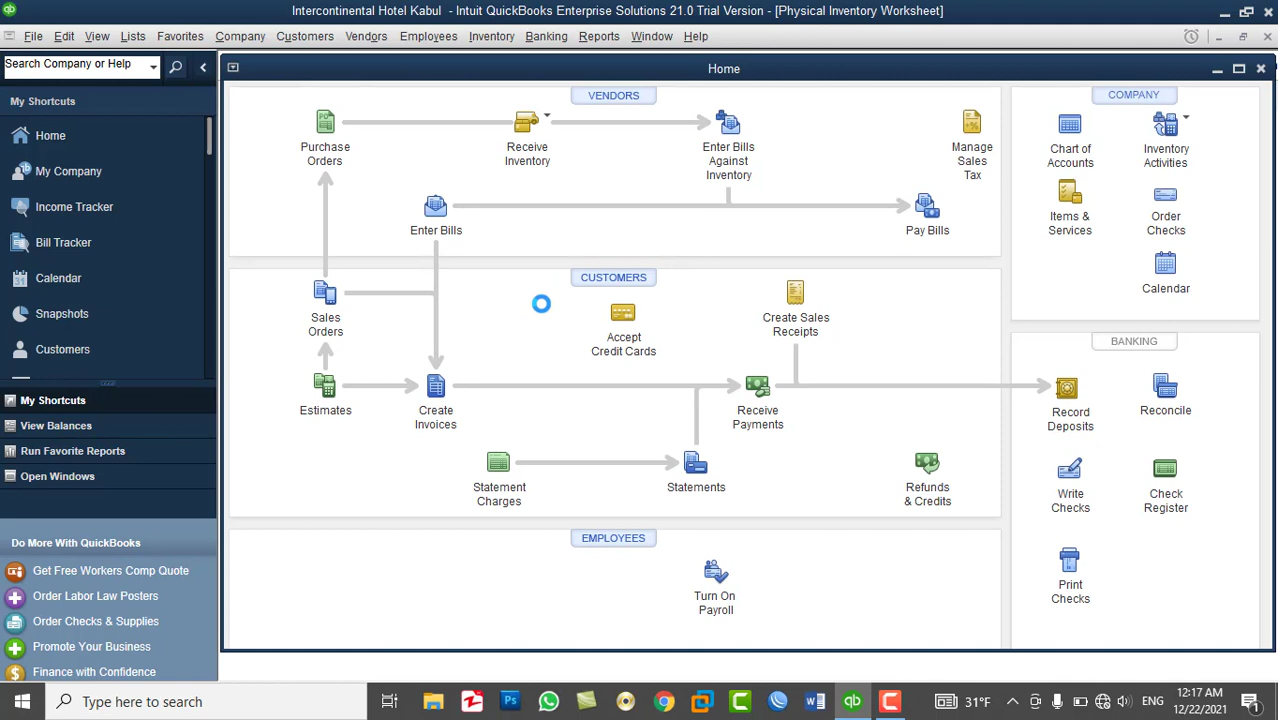 Intercontinental Hotel Kabul - Intuit QuickBooks Enterprise Solutions 21.0 Trial Version - [Physical Inventory Worksheet]
File Edit View Lists Favorites Company Customers Vendors Employees Inventory Banking Reports Window Help
Search Company or Help
My Shortcuts
Home
My Company
Income Tracker
Bill Tracker
Calendar
Snapshots
Customers
My Shortcuts
View Balances
Run Favorite Reports
Open Windows
Do More With QuickBooks
Get Free Workers Comp Quote
Order Labor Law Posters
Order Checks & Supplies
Promote Your Business
Finance with Confidence
Home
VENDORS
Purchase
Orders
Receive
Inventory
Enter Bills
Against
Inventory
Manage
Sales
Tax
Enter Bills
Pay Bills
CUSTOMERS
Sales
Orders
Accept
Credit Cards
Create Sales
Receipts
Estimates
Create
Invoices
Receive
Payments
Statement
Charges
Statements
Refunds
& Credits
EMPLOYEES
Turn On
Payroll
COMPANY
Chart of
Accounts
Inventory
Activities
Items &
Services
Order
Checks
Calendar
BANKING
Record
Deposits
Reconcile
Write
Checks
Check
Register
Print
Checks
Type here to search
31°F
ENG
12:17 AM
12/22/2021